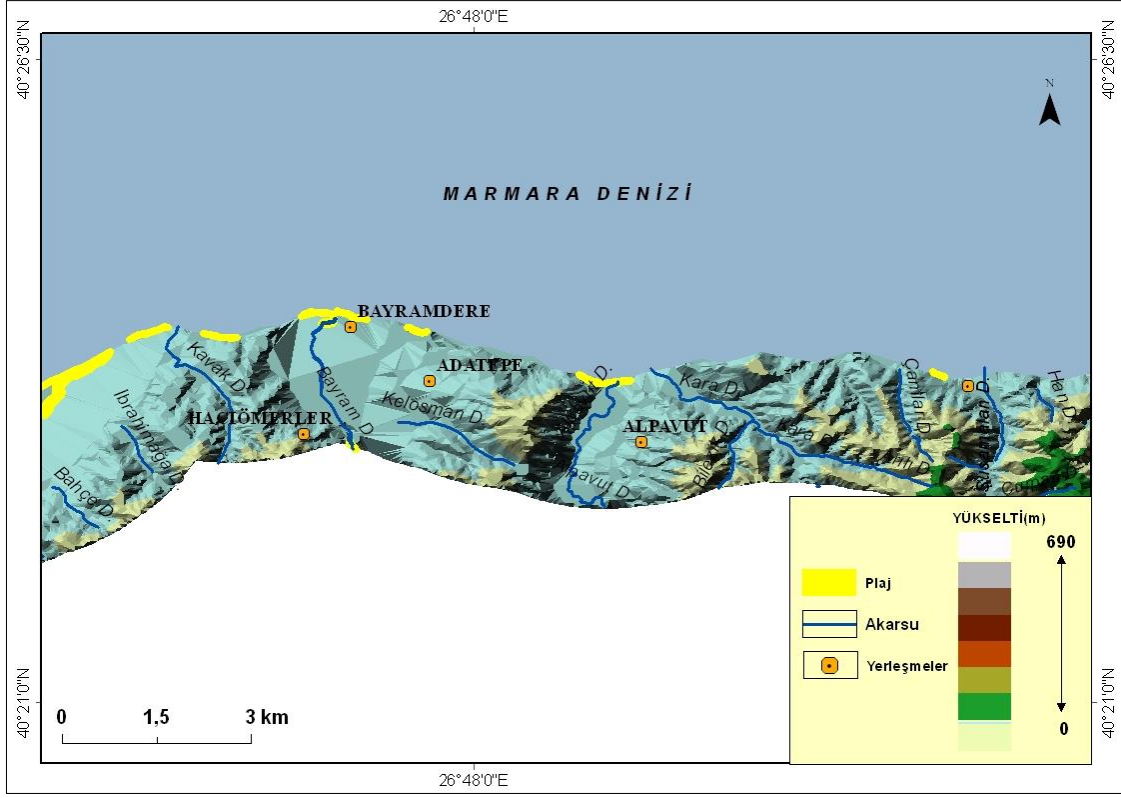 26°48'0"E
40°26'30"N
40°26'30"N
N
MARMARA DENİZİ
BAYRAMDERE
Kavak D.
ADATEPE
Bayram D.
Kelosman D.
HACIÖMERLER
İbrahimağa D.
Bahçe D.
D.
Kara D.
ALPAVUT
Kara D.
Çamlarlı D.
Han D.
YÜKSELTİ(m)
690
Plaj
Akarsu
Yerleşmeler
0
0 1,5 3 km
40°21'0"N
40°21'0"N
26°48'0"E